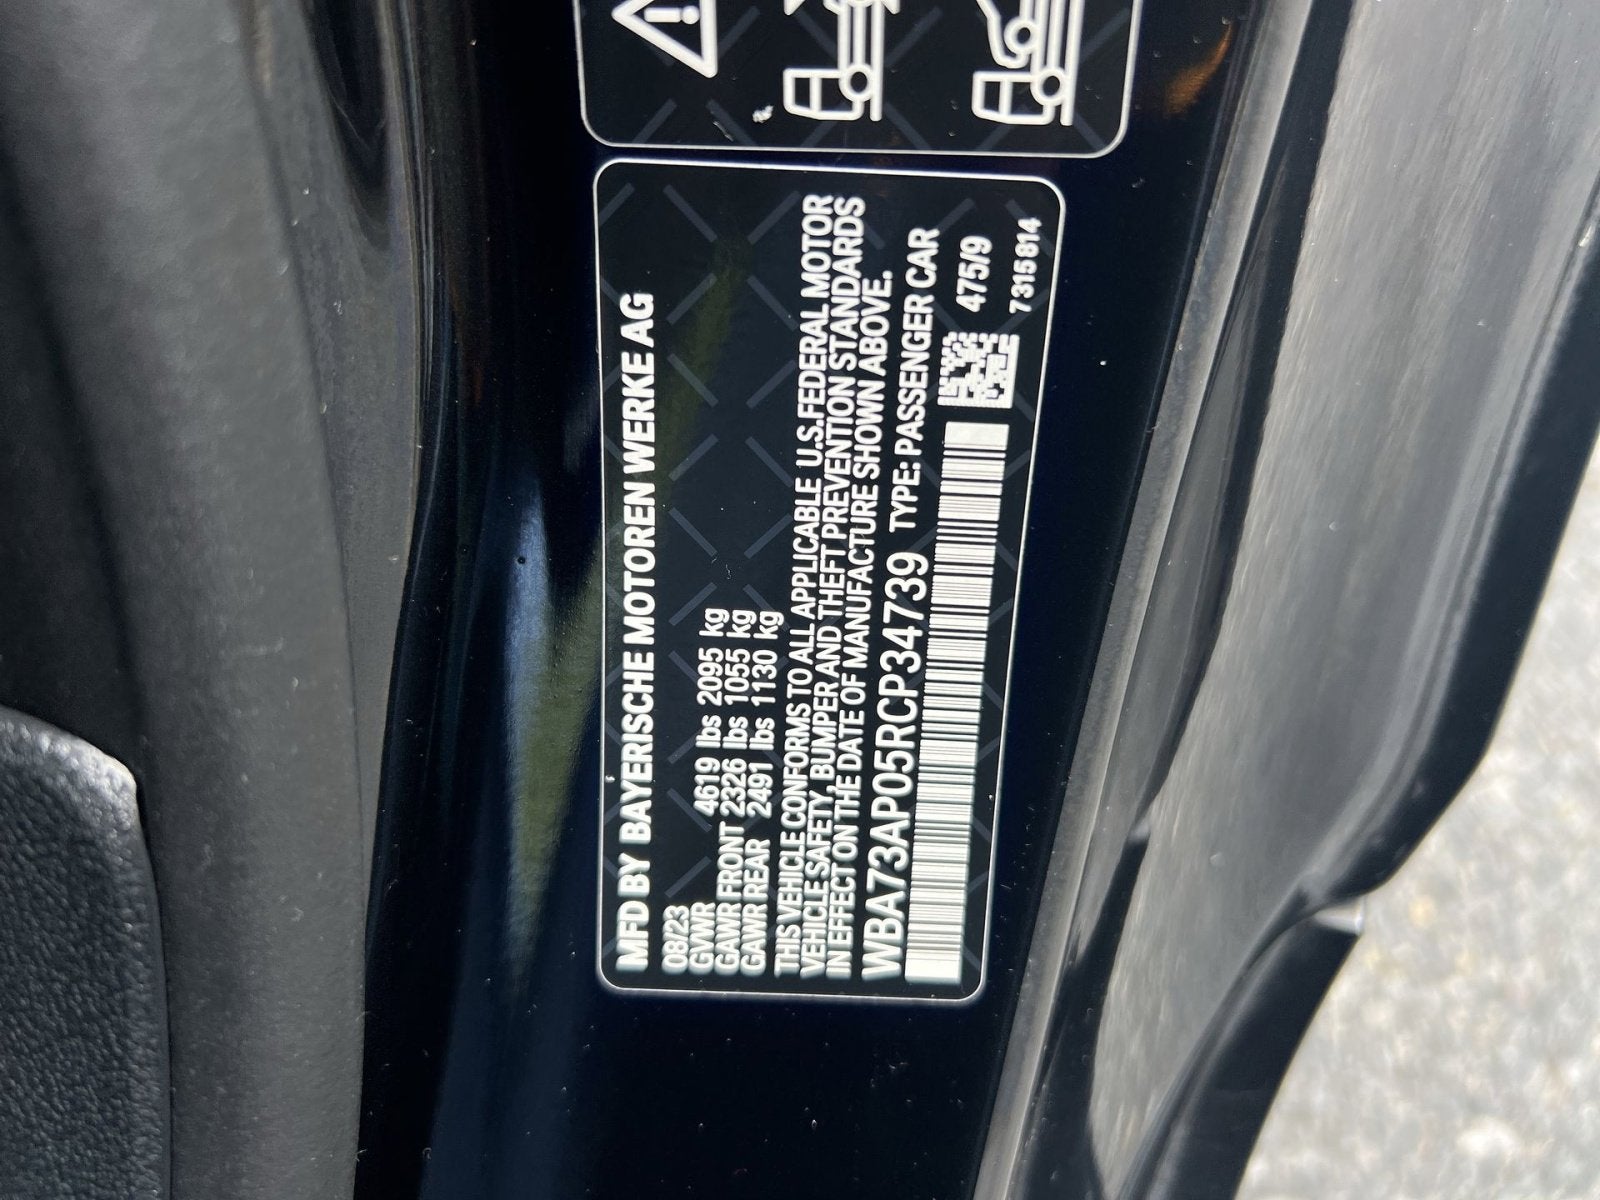 MFD BY BAYERISCHE MOTOREN WERKE AG
08/23
GVWR 4619 lbs 2095 kg
GAWR FRONT 2326 lbs 1055 kg
GAWR REAR 2491 lbs 1130 kg
THIS VEHICLE CONFORMS TO ALL APPLICABLE U.S.FEDERAL MOTOR
VEHICLE SAFETY, BUMPER AND THEFT PREVENTION STANDARDS
IN EFFECT ON THE DATE OF MANUFACTURE SHOWN ABOVE.
WBA73AP05RCP34739 TYPE: PASSENGER CAR
475/9
7315814